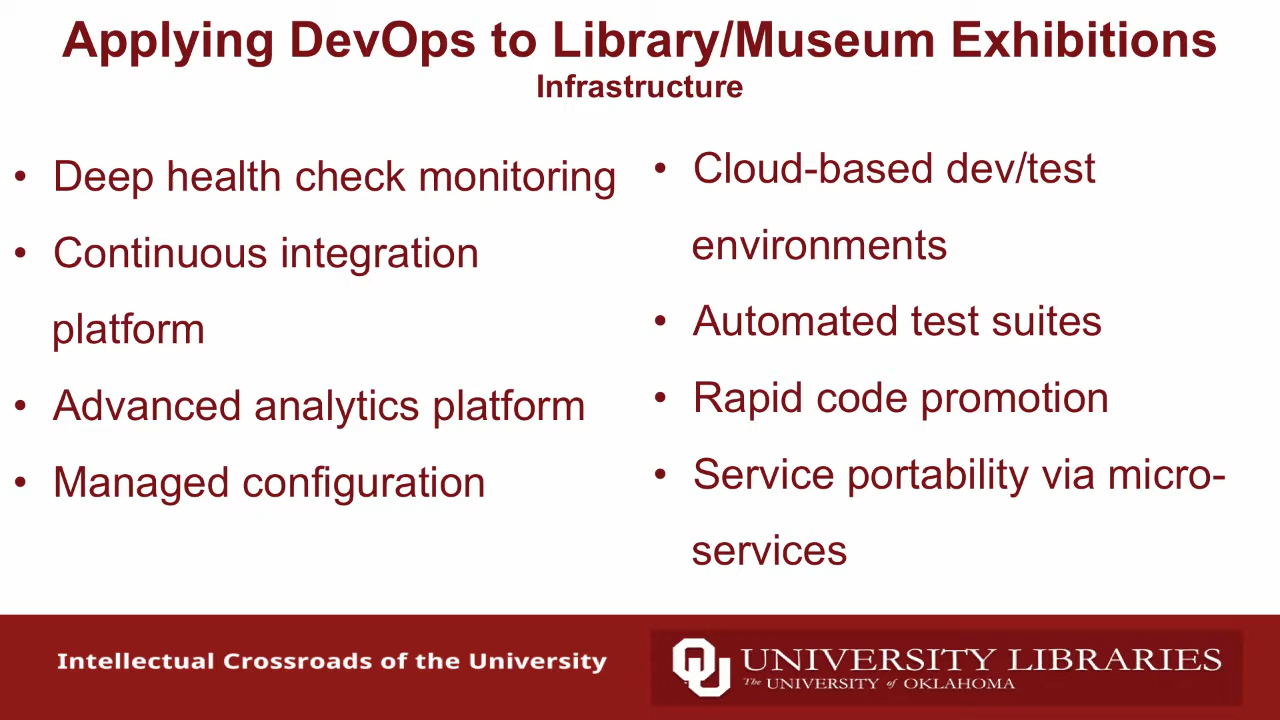 Applying DevOps to Library/Museum Exhibitions
Infrastructure
• Deep health check monitoring
• Continuous integration
platform
• Advanced analytics platform
• Managed configuration
• Cloud-based dev/test
environments
• Automated test suites
• Rapid code promotion
• Service portability via micro-
services
Intellectual Crossroads of the University
OU
UNIVERSITY LIBRARIES
The UNIVERSITY of OKLAHOMA